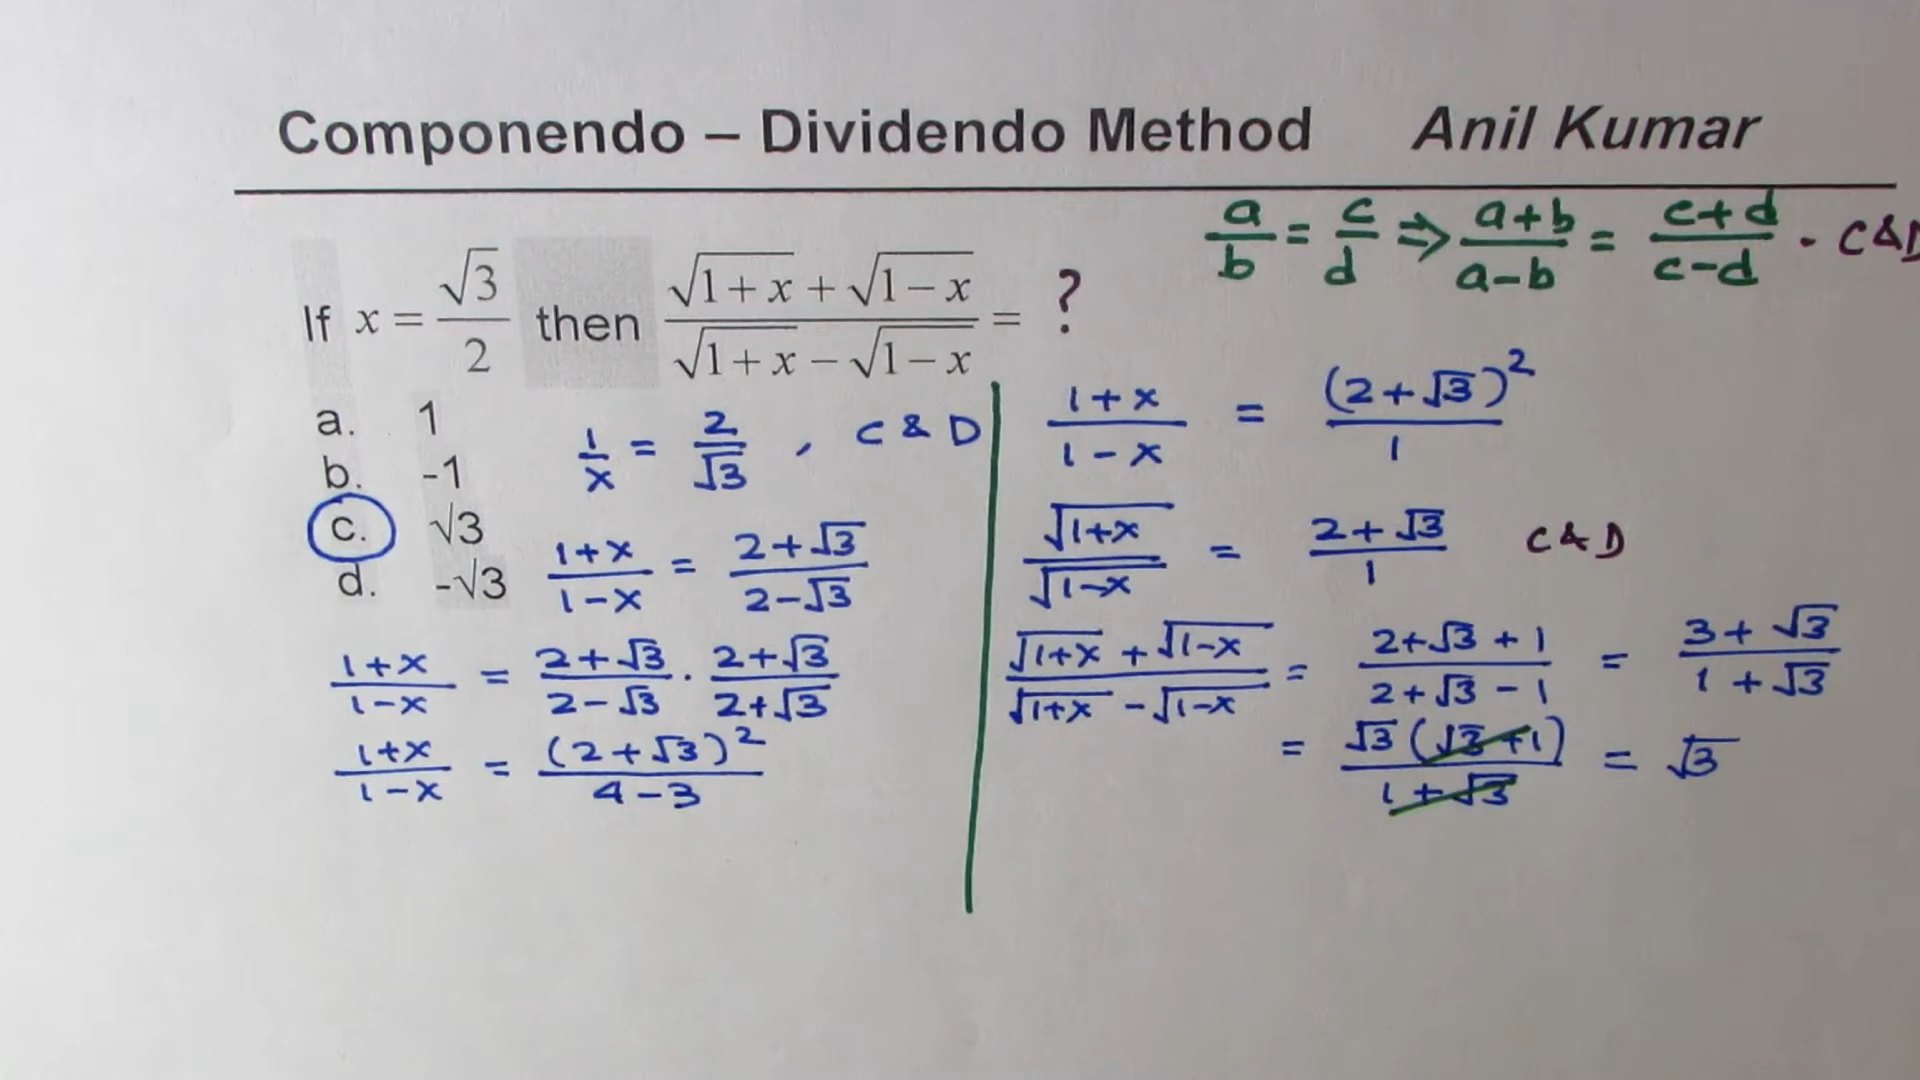 Componendo – Dividendo Method Anil Kumar
a/b = c/d ⇒ (a+b)/(a-b) = (c+d)/(c-d) . C&D
If x = √3/2 then (√(1+x) + √(1−x))/(√(1+x) − √(1−x)) = ?
a. 1
b. -1
c. √3
d. -√3
1/x = 2/√3 , C & D
(1+x)/(1-x) = (2+√3)/(2-√3)
(1+x)/(1-x) = (2+√3)/(2-√3) . (2+√3)/(2+√3)
(1+x)/(1-x) = (2+√3)²/(4-3)
(1+x)/(1-x) = (2+√3)²/1
√(1+x)/√(1-x) = (2+√3)/1 C&D
(√(1+x) + √(1-x))/(√(1+x) - √(1-x)) = (2+√3+1)/(2+√3-1) = (3+√3)/(1+√3)
= √3(√3+1)/(1+√3) = √3